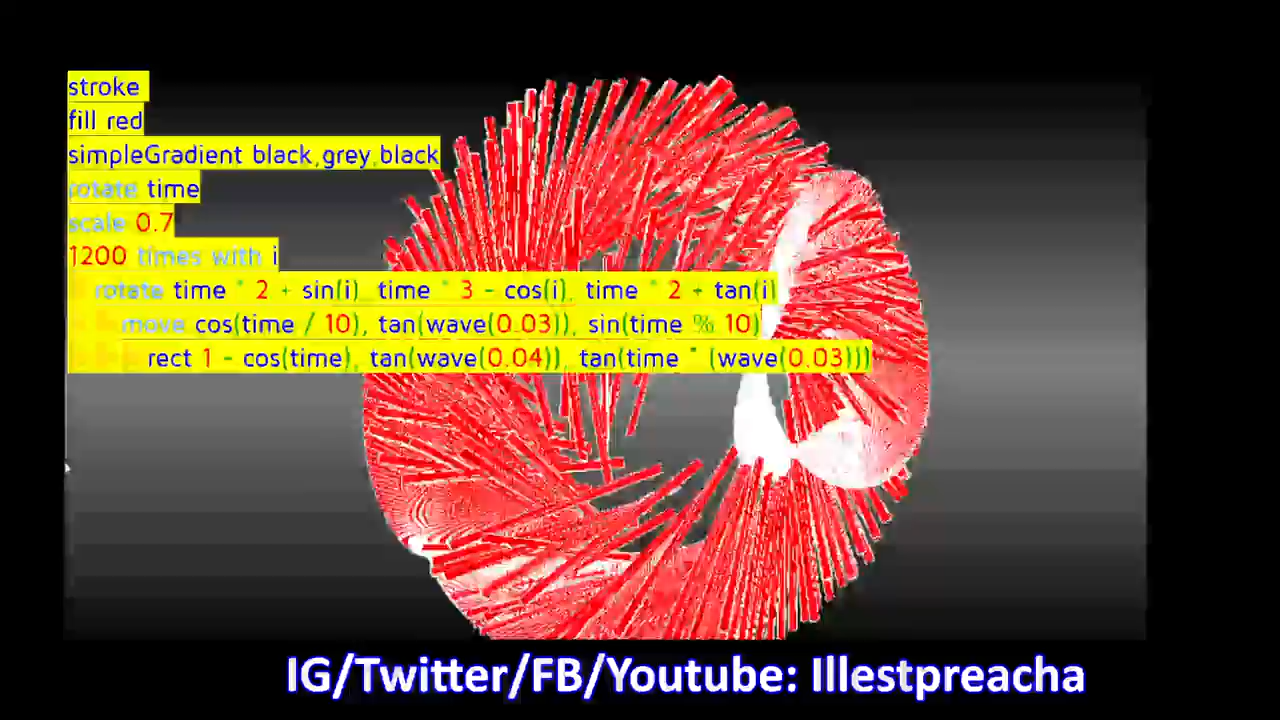 stroke
fill red
simpleGradient black,grey,black
rotate time
scale 0.7
1200 times with i
rotate time * 2 + sin(i), time * 3 - cos(i), time * 2 + tan(i)
move cos(time / 10), tan(wave(0.03)), sin(time % 10)
rect 1 - cos(time), tan(wave(0.04)), tan(time * (wave(0.03)))
IG/Twitter/FB/Youtube: Illestpreacha